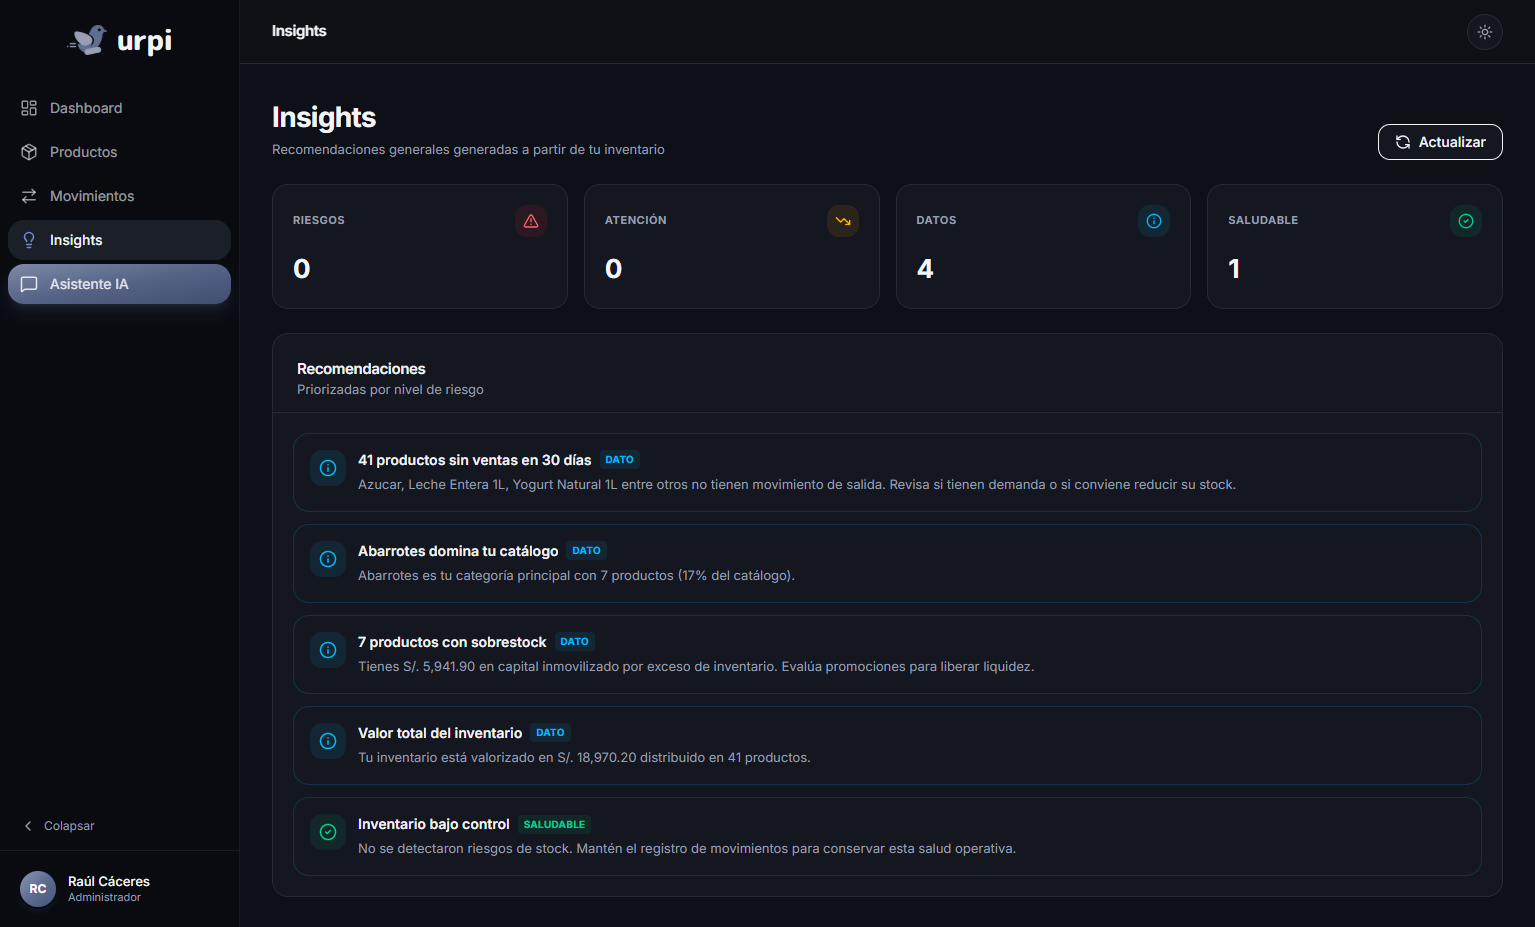 urpi
Dashboard
Productos
Movimientos
Insights
Asistente IA
Colapsar
RC
Raúl Cáceres
Administrador
Insights
Insights
Recomendaciones generales generadas a partir de tu inventario
Actualizar
RIESGOS
0
ATENCIÓN
0
DATOS
4
SALUDABLE
1
Recomendaciones
Priorizadas por nivel de riesgo
41 productos sin ventas en 30 días DATO
Azucar, Leche Entera 1L, Yogurt Natural 1L entre otros no tienen movimiento de salida. Revisa si tienen demanda o si conviene reducir su stock.
Abarrotes domina tu catálogo DATO
Abarrotes es tu categoría principal con 7 productos (17% del catálogo).
7 productos con sobrestock DATO
Tienes S/. 5,941.90 en capital inmovilizado por exceso de inventario. Evalúa promociones para liberar liquidez.
Valor total del inventario DATO
Tu inventario está valorizado en S/. 18,970.20 distribuido en 41 productos.
Inventario bajo control SALUDABLE
No se detectaron riesgos de stock. Mantén el registro de movimientos para conservar esta salud operativa.